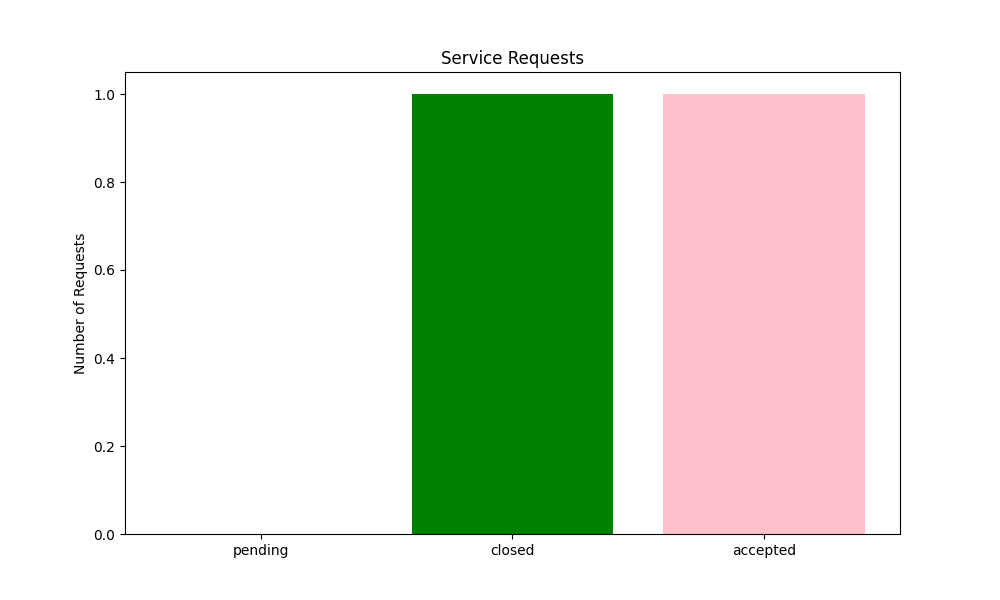 Service Requests
Number of Requests
1.0
0.8
0.6
0.4
0.2
0.0
pending closed accepted